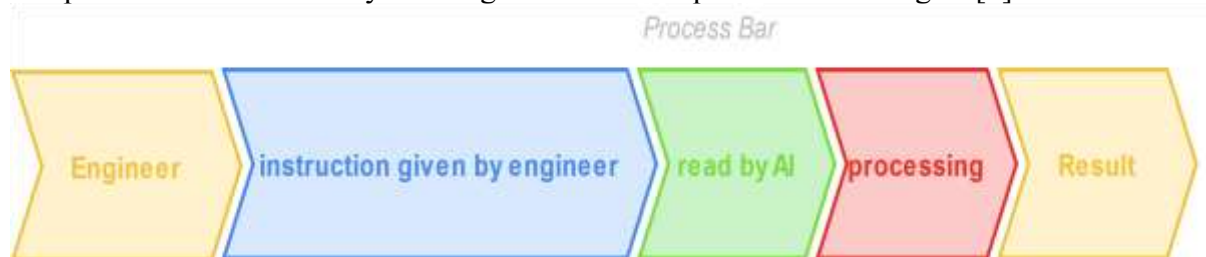 Process Bar
Engineer
instruction given by engineer
read by AI
processing
Result